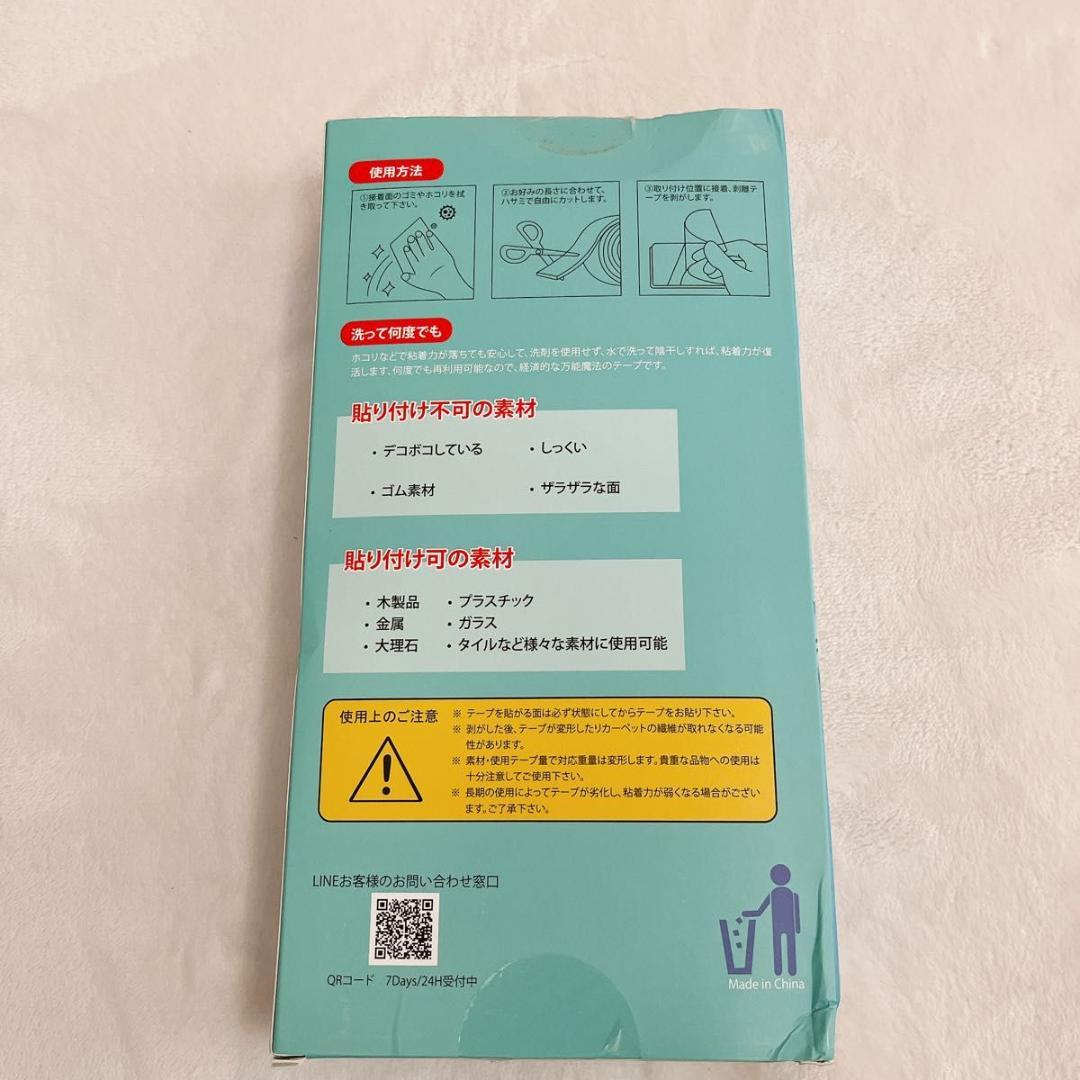 使用方法
①接着面のゴミやホコリを拭
き取って下さい。
②お好みの長さに合わせて、
ハサミで自由にカットします。
③取り付け位置に接着、剥離テ
ープを剥がします。
洗って何度でも
ホコリなどで粘着力が落ちても安心して、洗剤を使用せず、水で洗って陰干しすれば、粘着力が復
活します、何度でも再利用可能なので、経済的な万能魔法のテープです。
貼り付け不可の素材
・デコボコしている ・しっくい
・ゴム素材 ・ザラザラな面
貼り付け可の素材
・木製品 ・プラスチック
・金属 ・ガラス
・大理石 ・タイルなど様々な素材に使用可能
使用上のご注意
※ テープを貼がる面は必ず状態にしてからテープをお貼り下さい。
※ 剥がした後、テープが変形したりカーペットの繊維が取れなくなる可能
性があります。
※ 素材・使用テープ量で対応重量は変形します。貴重な品物への使用は
十分注意してご使用下さい。
※ 長期の使用によってテープが劣化し、粘着力が弱くなる場合がござい
ます。ご了承下さい。
LINEお客様のお問い合わせ窓口
QRコード 7Days/24H受付中
Made in China